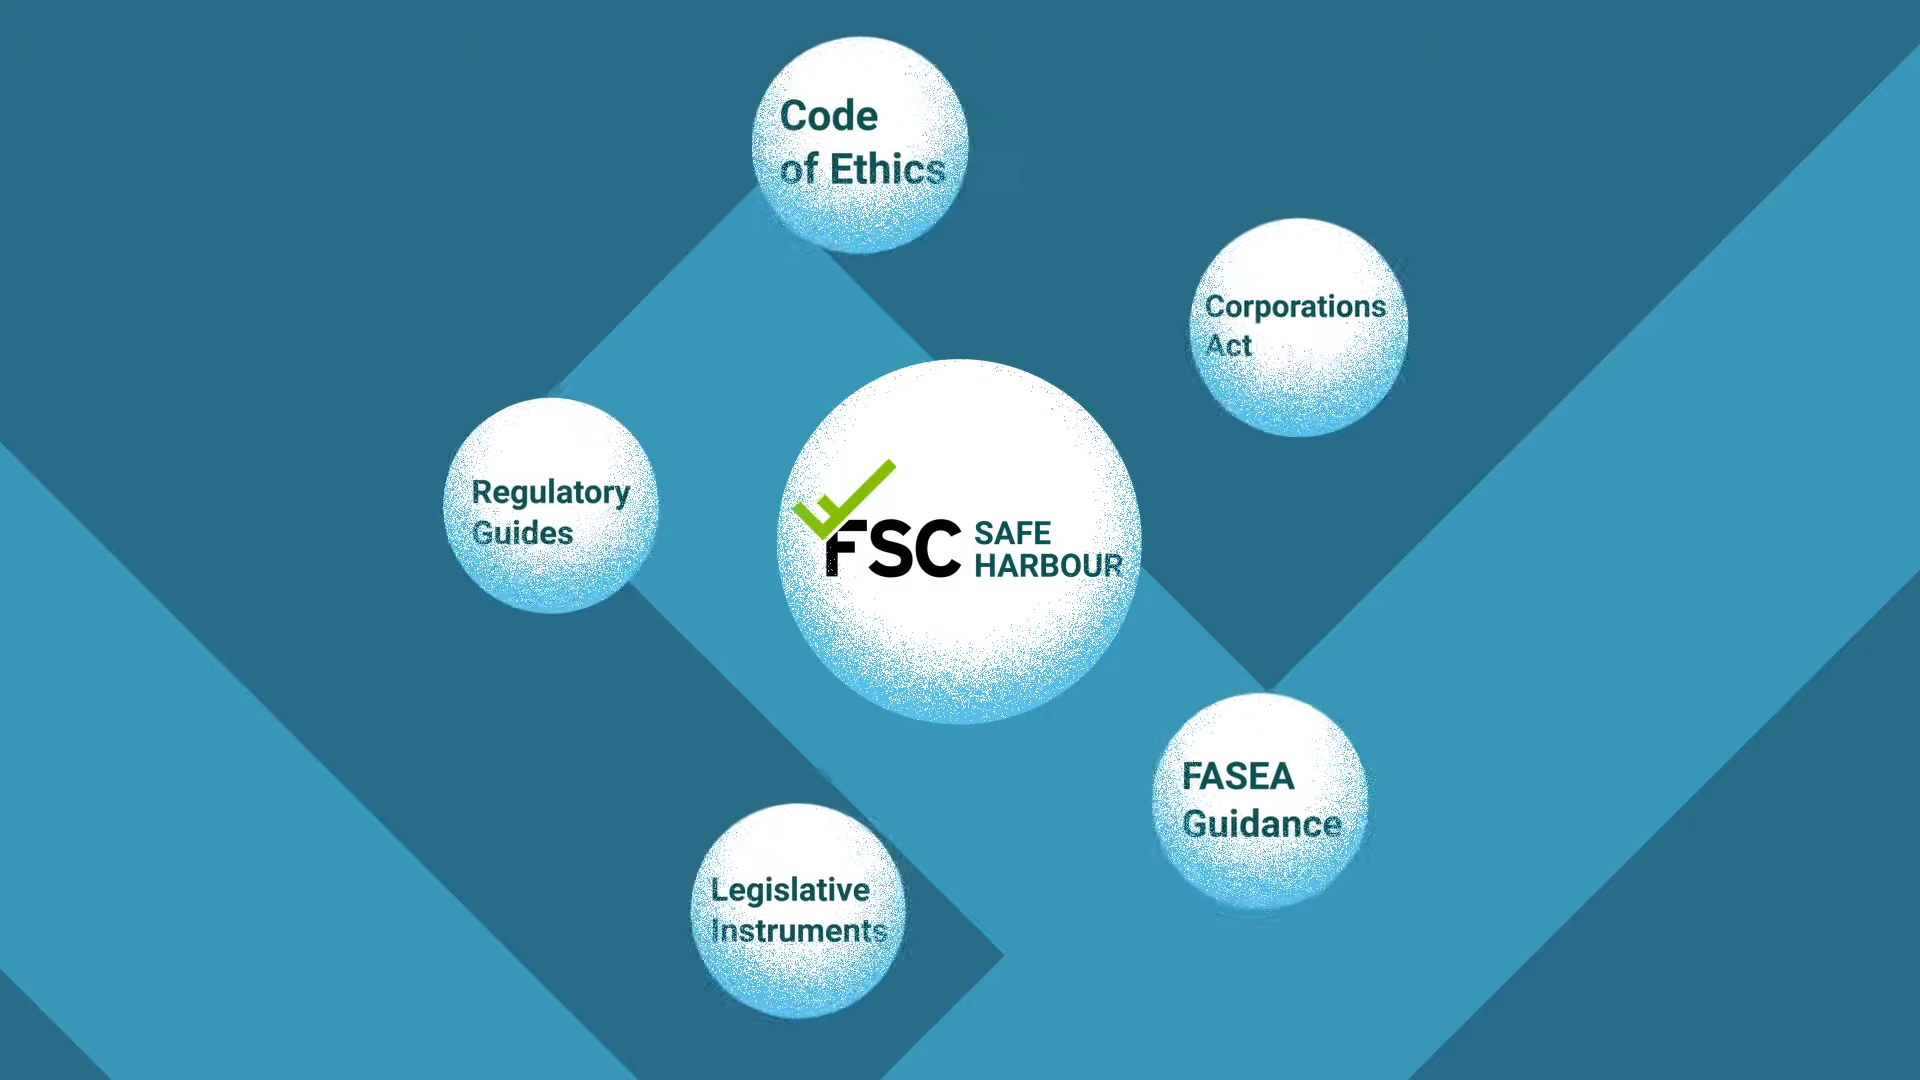 Code
of Ethics
Corporations
Act
Regulatory
Guides
FSC SAFE
HARBOUR
FASEA
Guidance
Legislative
Instruments